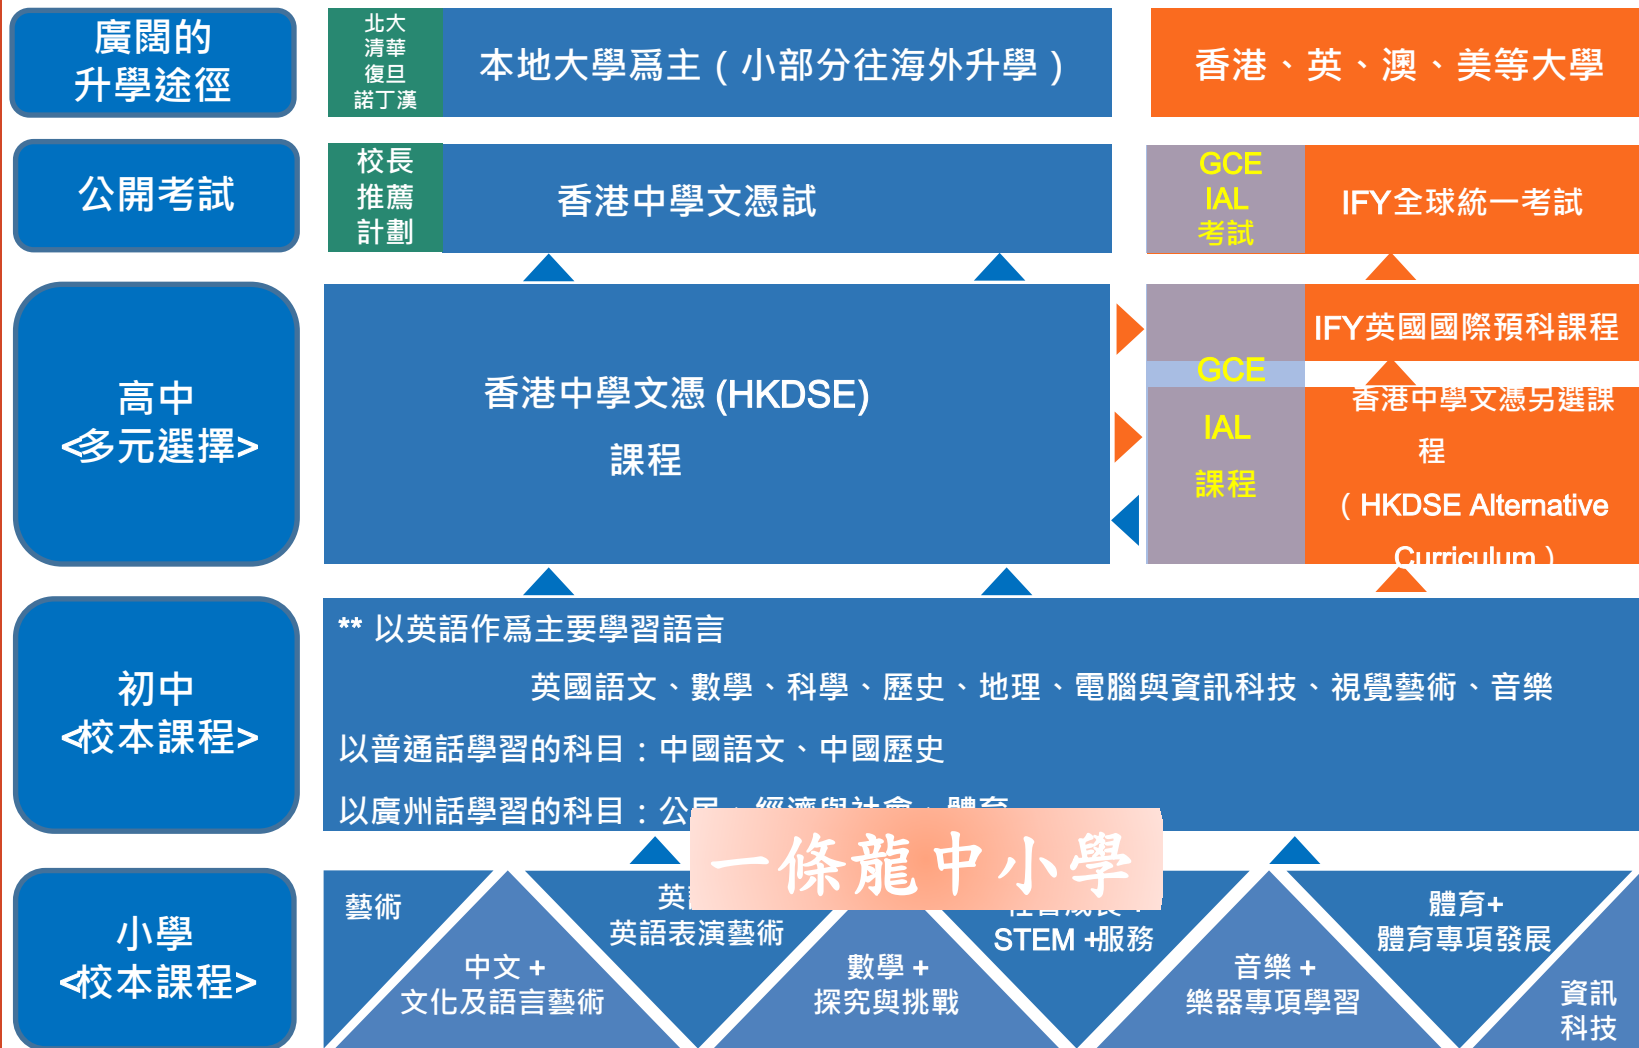 廣闊的
升學途徑
北大
清華
復旦
諾丁漢
本地大學爲主（小部分往海外升學）
香港、英、澳、美等大學
公開考試
校長
推薦
計劃
香港中學文憑試
GCE
IAL
考試
IFY全球統一考試
高中
<多元選擇>
香港中學文憑 (HKDSE)
課程
GCE
IAL
課程
IFY英國國際預科課程
香港中學文憑另選課
程
（HKDSE Alternative
Curriculum）
初中
<校本課程>
** 以英語作爲主要學習語言
英國語文、數學、科學、歷史、地理、電腦與資訊科技、視覺藝術、音樂
以普通話學習的科目：中國語文、中國歷史
以廣州話學習的科目：公民、經濟與社會、體育
一條龍中小學
小學
<校本課程>
藝術
中文 +
文化及語言藝術
英
英語表演藝術
數學 +
探究與挑戰
STEM +服務
音樂 +
樂器專項學習
體育+
體育專項發展
資訊
科技